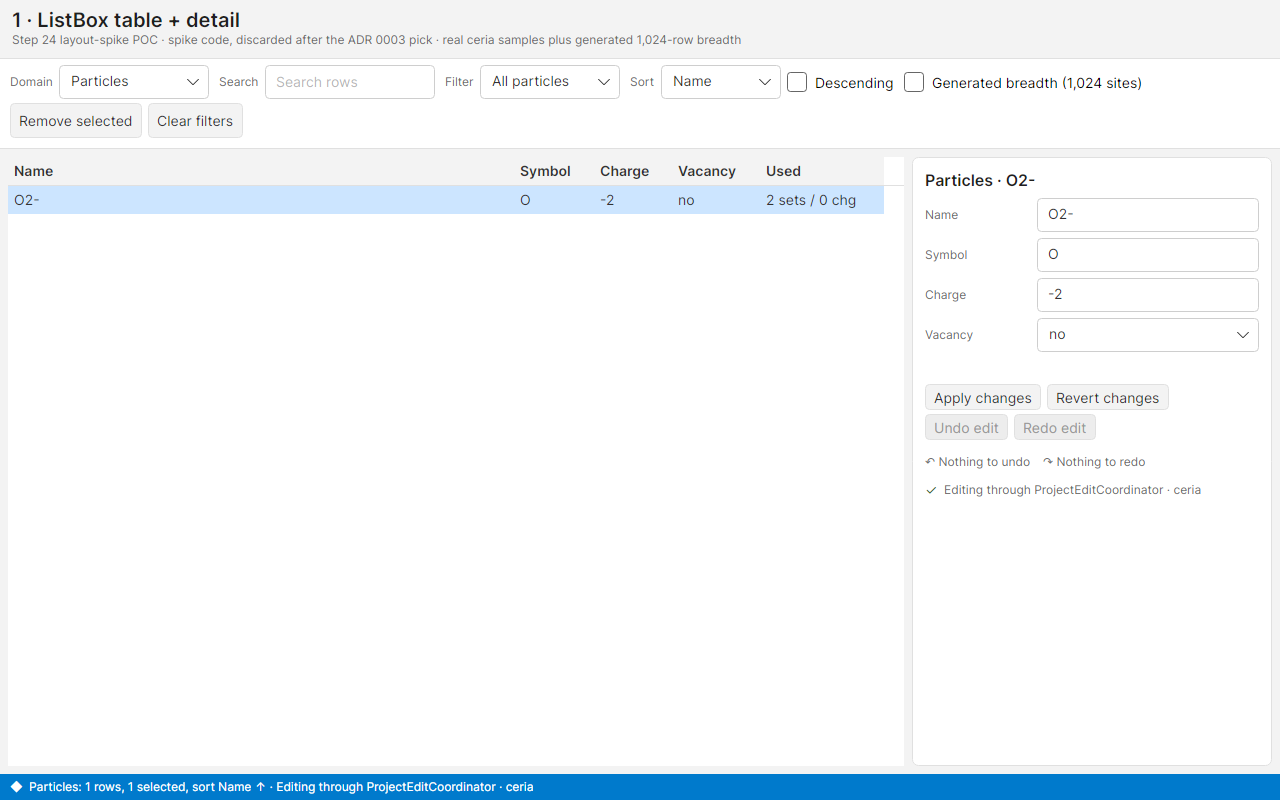 1 · ListBox table + detail
Step 24 layout-spike POC · spike code, discarded after the ADR 0003 pick · real ceria samples plus generated 1,024-row breadth
Domain Particles Search Search rows Filter All particles Sort Name Descending Generated breadth (1,024 sites)
Remove selected Clear filters
Name Symbol Charge Vacancy Used
O2- O -2 no 2 sets / 0 chg
Particles · O2-
Name O2-
Symbol O
Charge -2
Vacancy no
Apply changes Revert changes
Undo edit Redo edit
↶ Nothing to undo ↷ Nothing to redo
✓ Editing through ProjectEditCoordinator · ceria
◆ Particles: 1 rows, 1 selected, sort Name ↑ · Editing through ProjectEditCoordinator · ceria